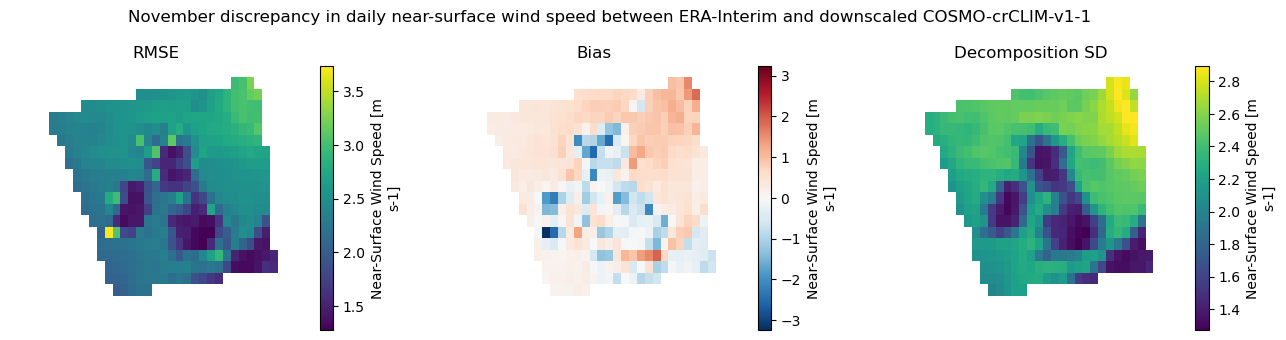 November discrepancy in daily near-surface wind speed between ERA-Interim and downscaled COSMO-crCLIM-v1-1
RMSE
3.5
3.0
2.5
2.0
1.5
Near-Surface Wind Speed [m
s-1]
Bias
3
2
1
0
−1
−2
−3
Near-Surface Wind Speed [m
s-1]
Decomposition SD
2.8
2.6
2.4
2.2
2.0
1.8
1.6
1.4
Near-Surface Wind Speed [m
s-1]